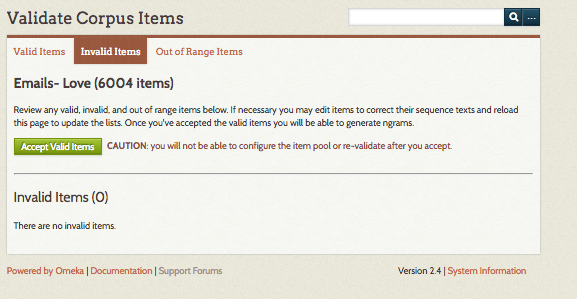 Validate Corpus Items
...
Valid Items
Invalid Items
Out of Range Items
Emails- Love (6004 items)
Review any valid, invalid, and out of range items below. If necessary you may edit items to correct their sequence texts and reload
this page to update the lists. Once you've accepted the valid items you will be able to generate ngrams.
Accept Valid Items CAUTION: you will not be able to configure the item pool or re-validate after you accept.
Invalid Items (0)
There are no invalid items.
Powered by Omeka | Documentation | Support Forums
Version 2.4 | System Information